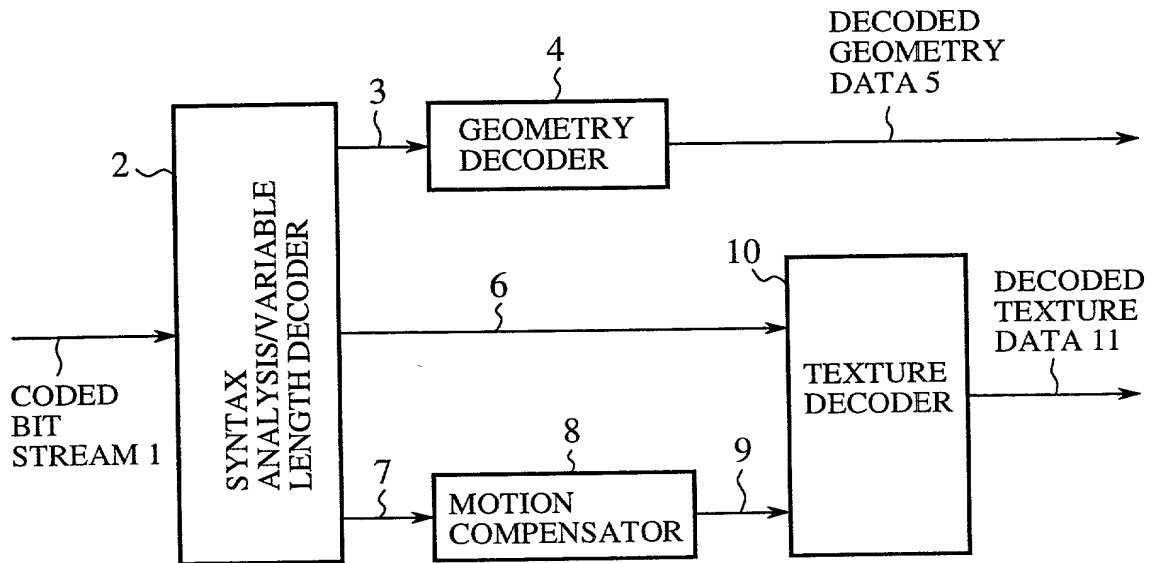 DECODED
GEOMETRY
DATA 5
4
3
GEOMETRY
DECODER
2
SYNTAX
ANALYSIS/VARIABLE
LENGTH DECODER
10
6
DECODED
TEXTURE
DATA 11
TEXTURE
DECODER
CODED
BIT
STREAM 1
8
7
9
MOTION
COMPENSATOR